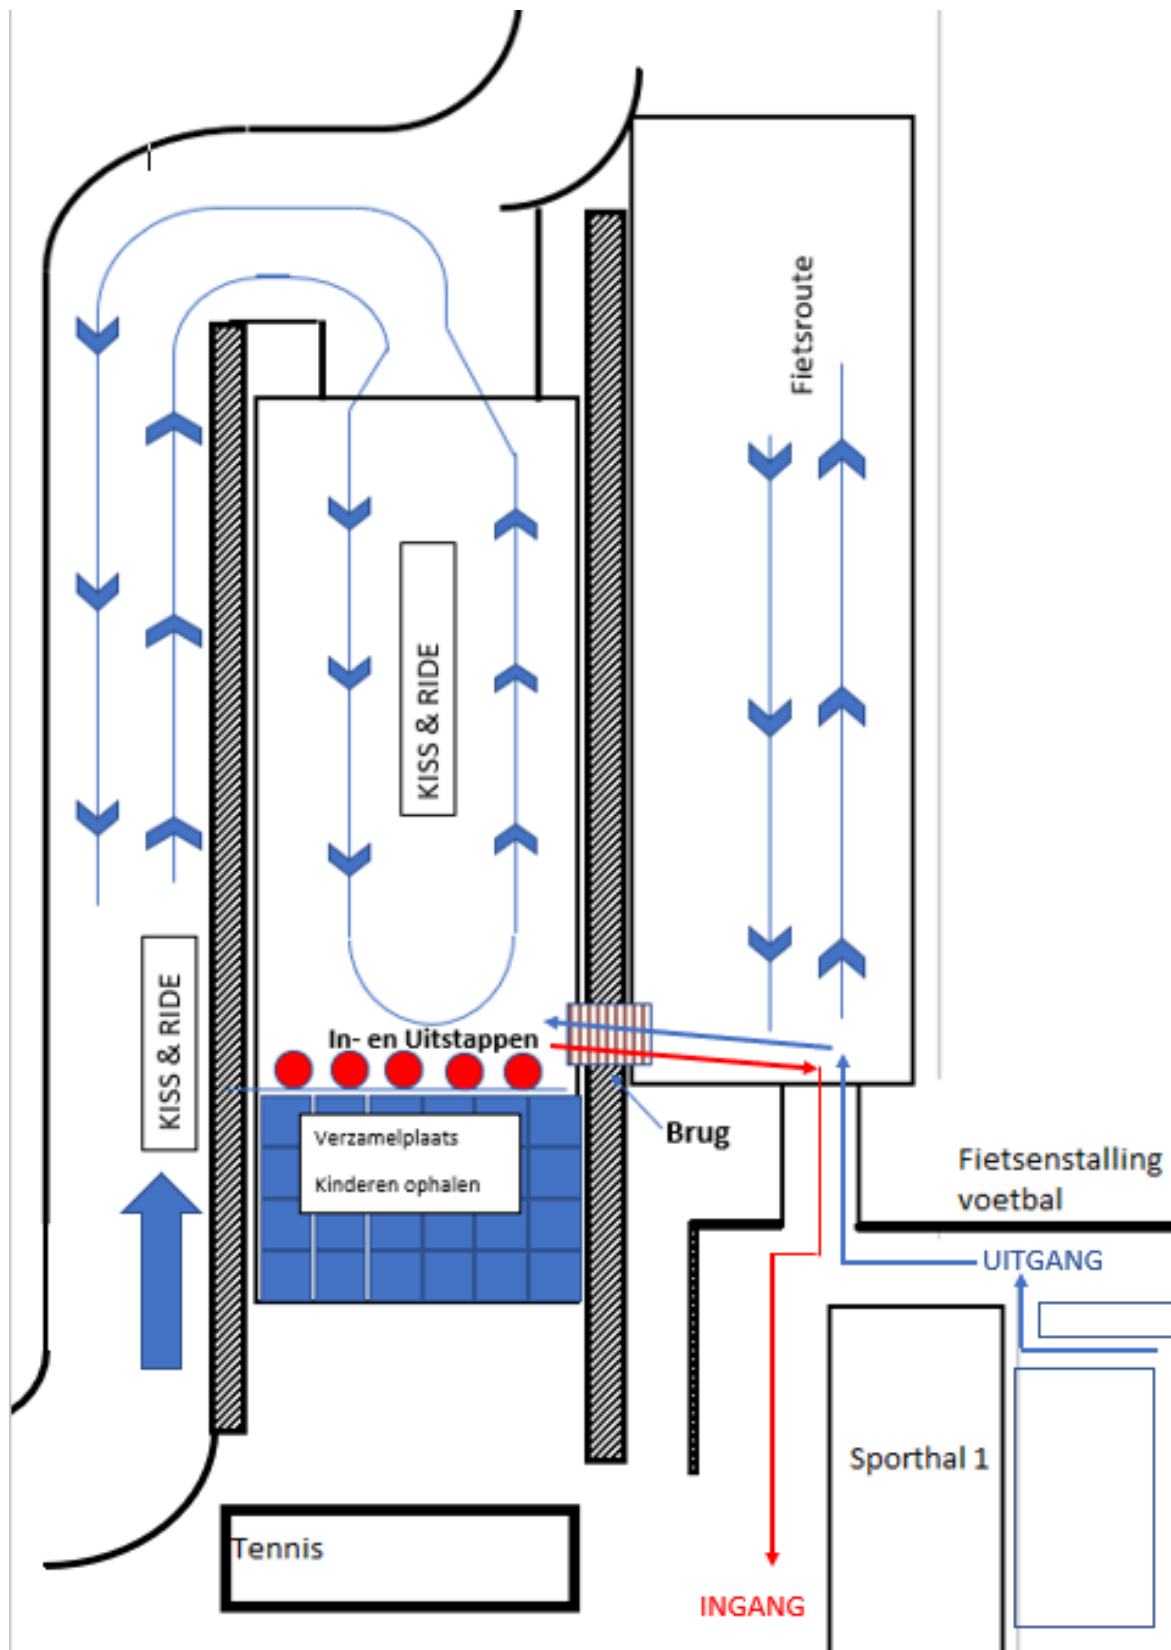 Fietsroute
KISS & RIDE
KISS & RIDE
In- en Uitstappen
Verzamelplaats
Kinderen ophalen
Brug
Fietsenstalling
voetbal
UITGANG
Sporthal 1
Tennis
INGANG